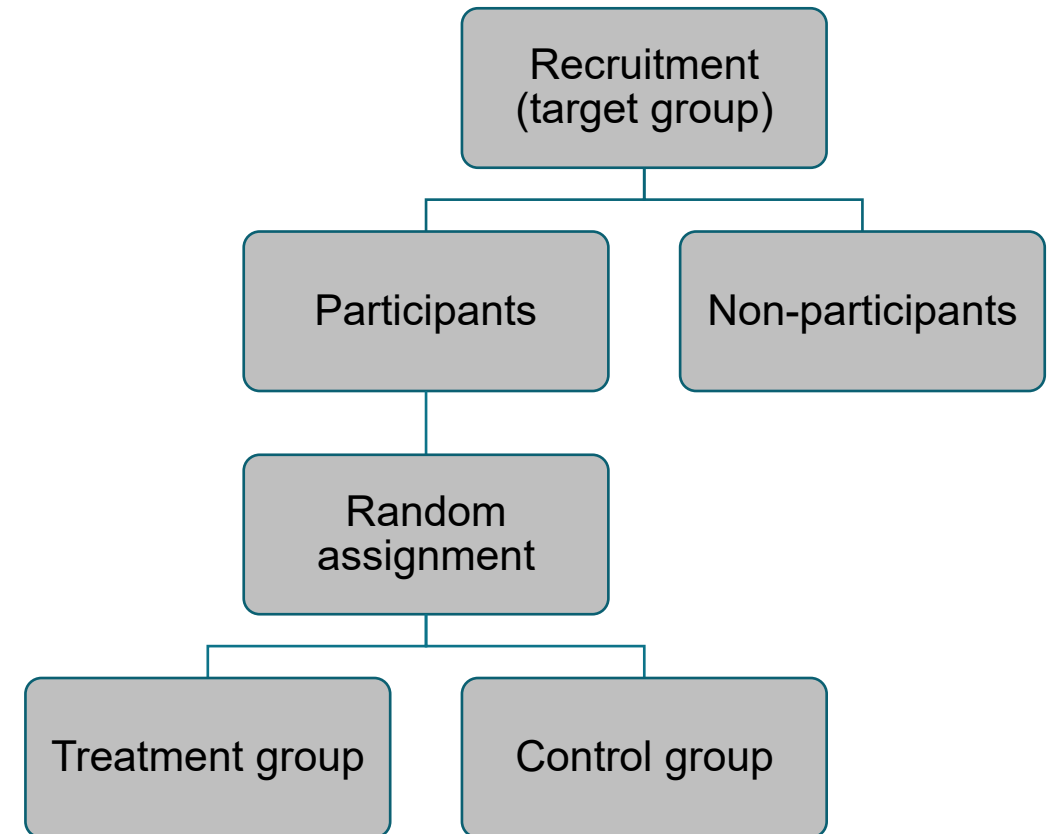 Recruitment
(target group)
Participants
Non-participants
Random
assignment
Treatment group
Control group